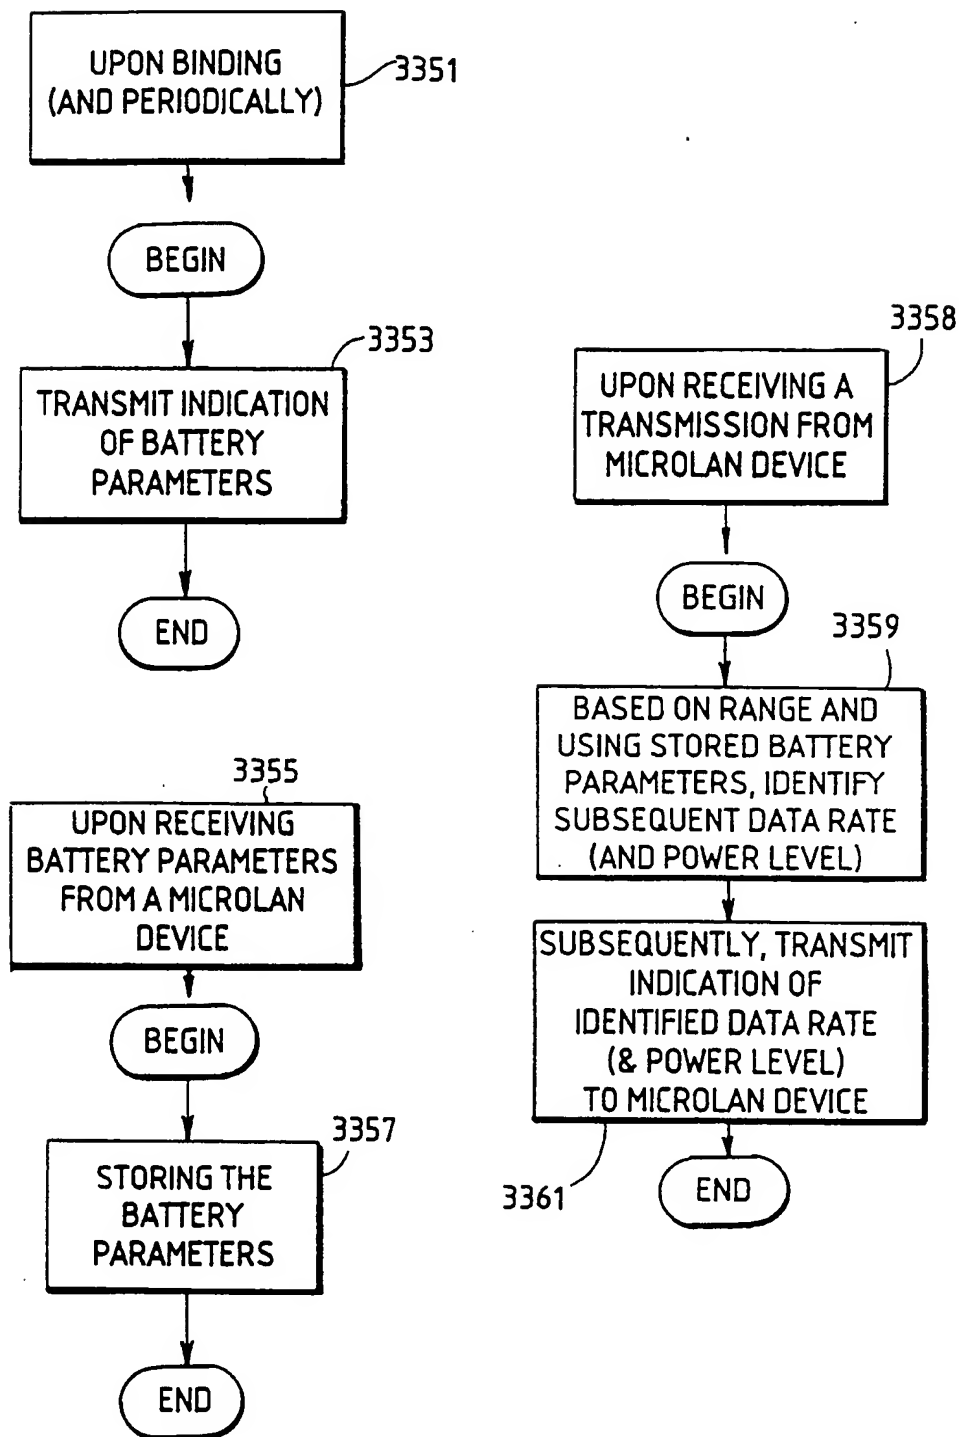 UPON BINDING
(AND PERIODICALLY)
3351
BEGIN
3353
TRANSMIT INDICATION
OF BATTERY
PARAMETERS
END
3355
UPON RECEIVING
BATTERY PARAMETERS
FROM A MICROLAN
DEVICE
BEGIN
3357
STORING THE
BATTERY
PARAMETERS
END
3358
UPON RECEIVING A
TRANSMISSION FROM
MICROLAN DEVICE
BEGIN
3359
BASED ON RANGE AND
USING STORED BATTERY
PARAMETERS, IDENTIFY
SUBSEQUENT DATA RATE
(AND POWER LEVEL)
SUBSEQUENTLY, TRANSMIT
INDICATION OF
IDENTIFIED DATA RATE
(& POWER LEVEL)
TO MICROLAN DEVICE
3361
END